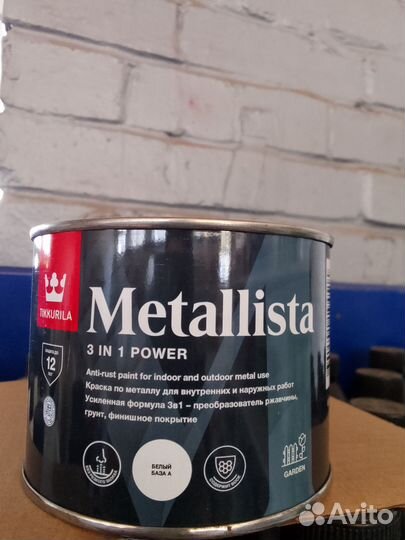 TIKKURILA
Metallista
3 IN 1 POWER
12
Anti-rust paint for indoor and outdoor metal use
Краска по металлу для внутренних и наружных работ
Усиленная формула 3в1 – преобразователь ржавчины,
грунт, финишное покрытие
БЕЛЫЙ
БАЗА А
GARDEN
Avito